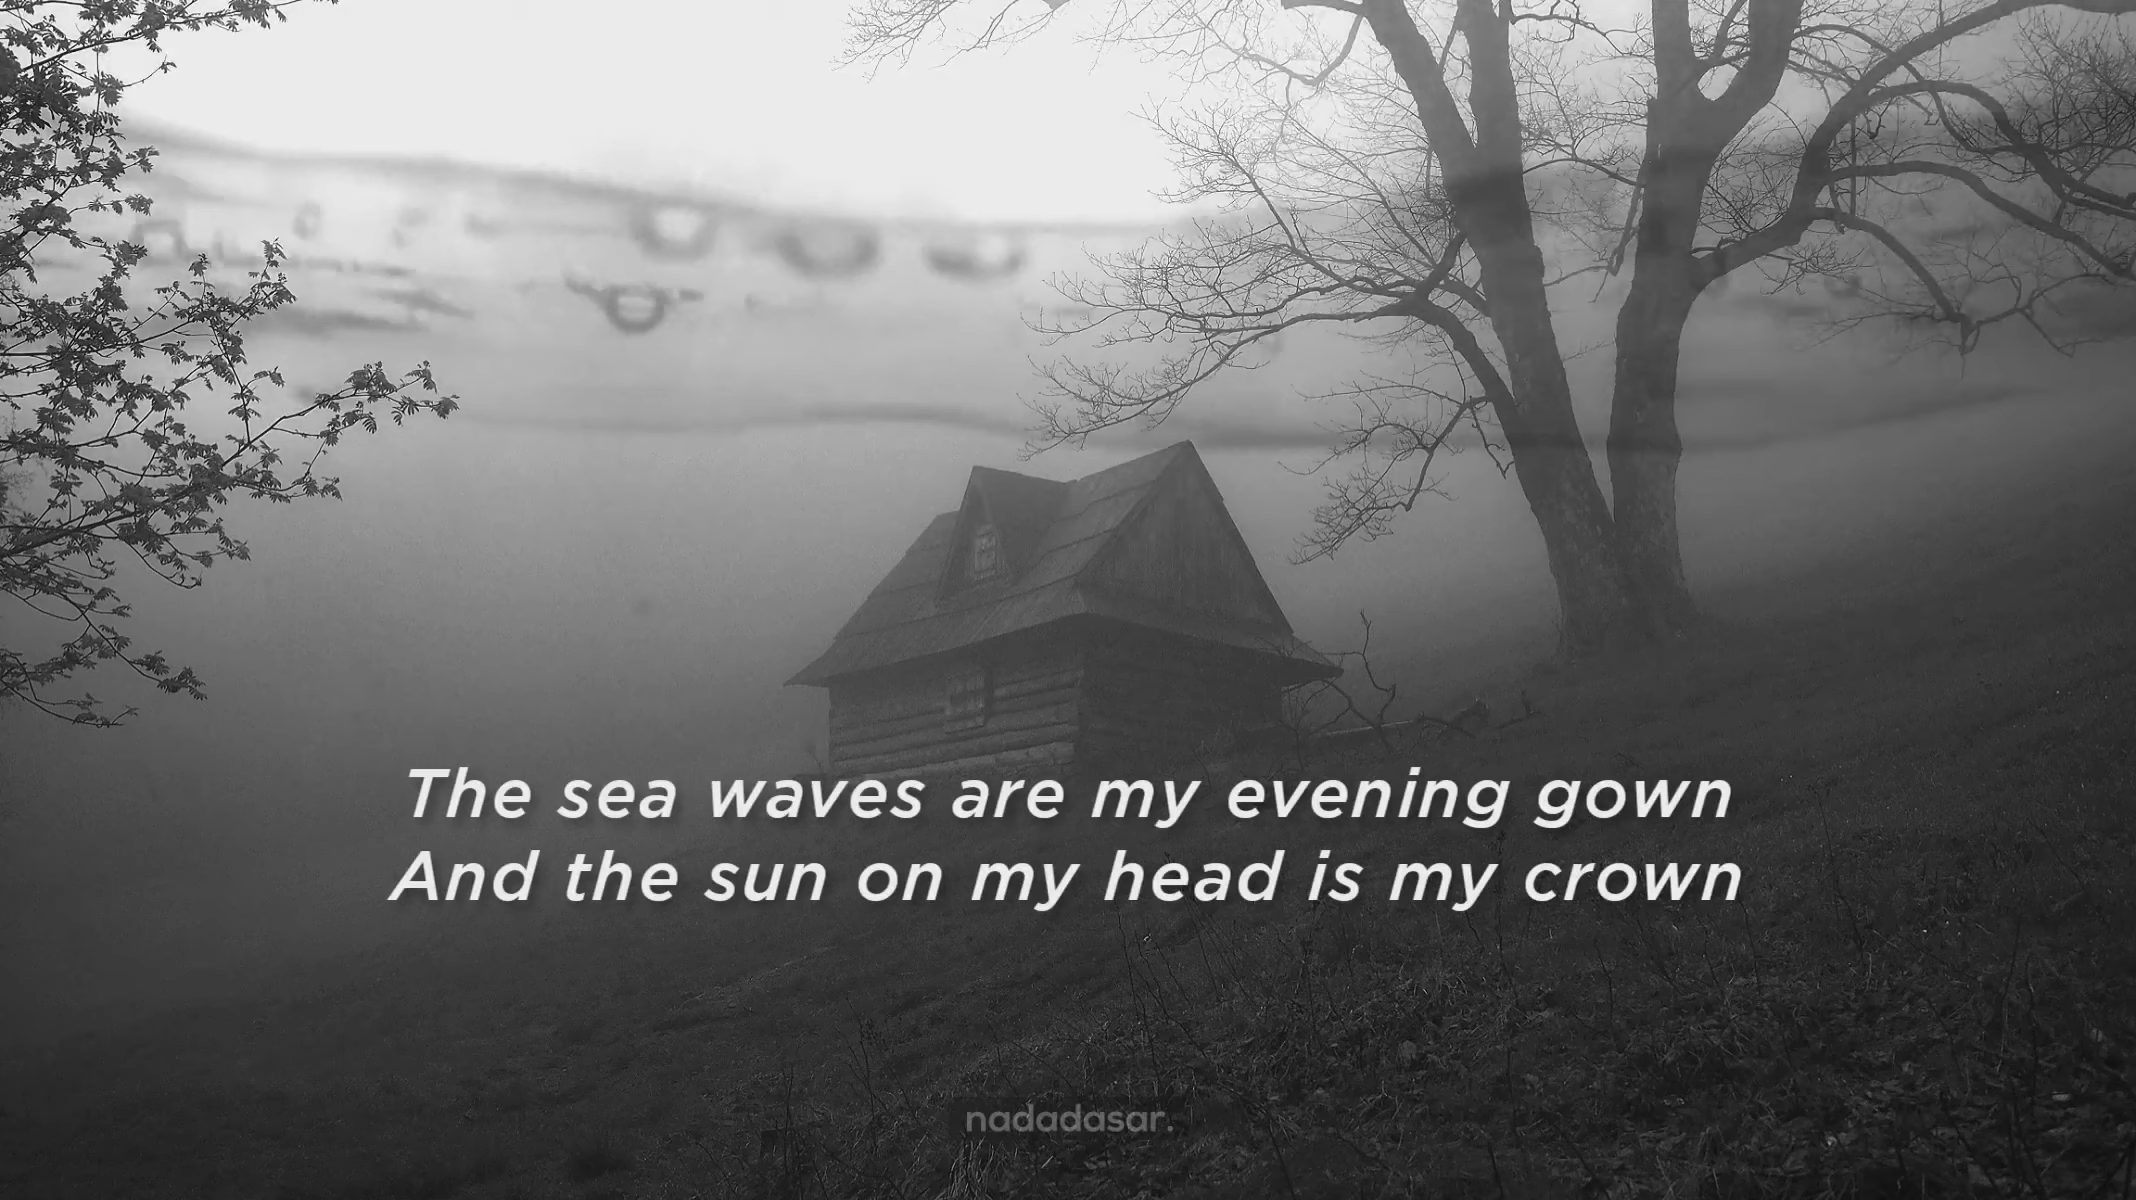 The sea waves are my evening gown
And the sun on my head is my crown
nadadasar.